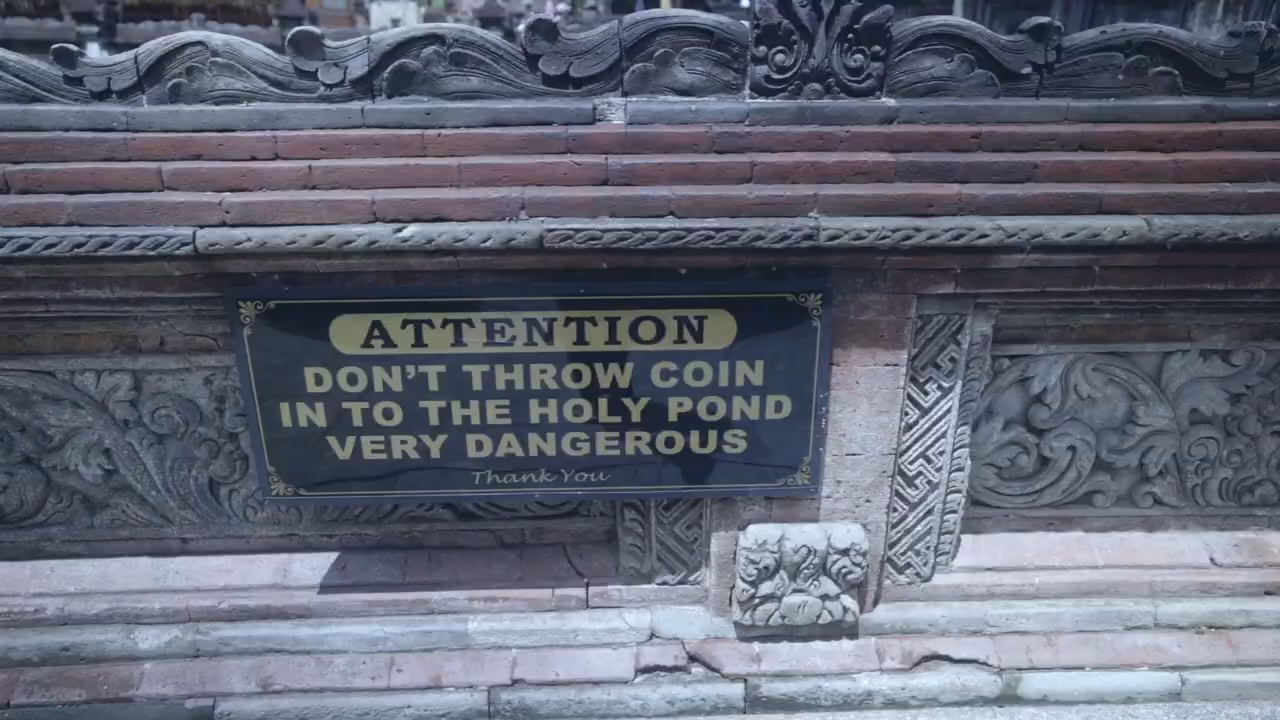 ATTENTION
DON'T THROW COIN
IN TO THE HOLY POND
VERY DANGEROUS
Thank You